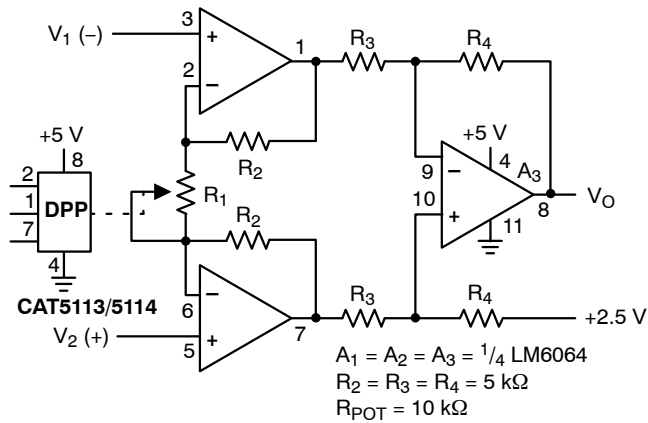 V₁ (–)
3
+
1
2
–
R₃
R₄
R₂
+5 V
8
2
1
7
DPP
4
R₁
CAT5113/5114
+5 V
4
A₃
9
–
10
+
8
11
V_O
R₂
6
–
7
V₂ (+)
5
+
R₃
R₄
+2.5 V
A₁ = A₂ = A₃ = ¹/₄ LM6064
R₂ = R₃ = R₄ = 5 kΩ
R_POT = 10 kΩ